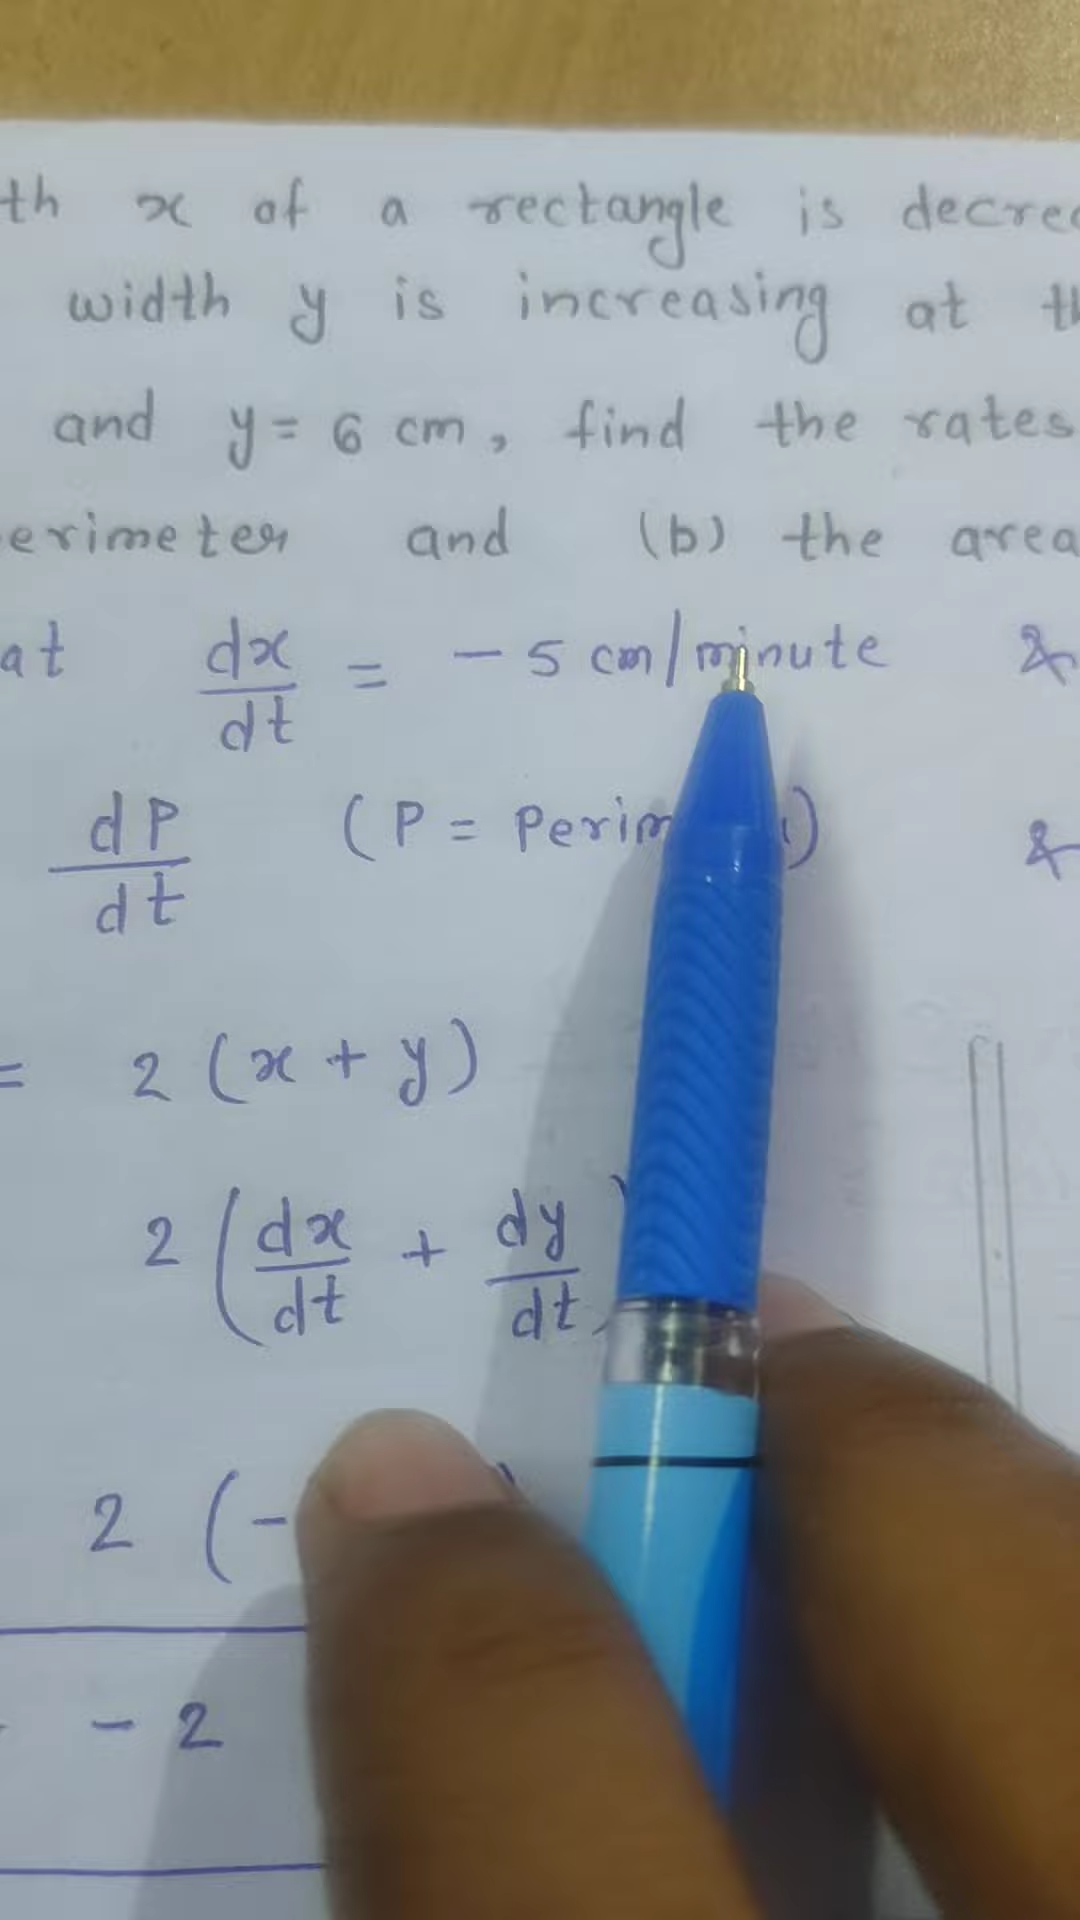 th x of a rectangle is decrea
width y is increasing at th
and y = 6 cm, find the rates
erimeter and (b) the area
at dx/dt = - 5 cm/minute &
dP/dt (P = Perim ) &
= 2 (x + y)
2 (dx/dt + dy/dt)
2 (-
- 2